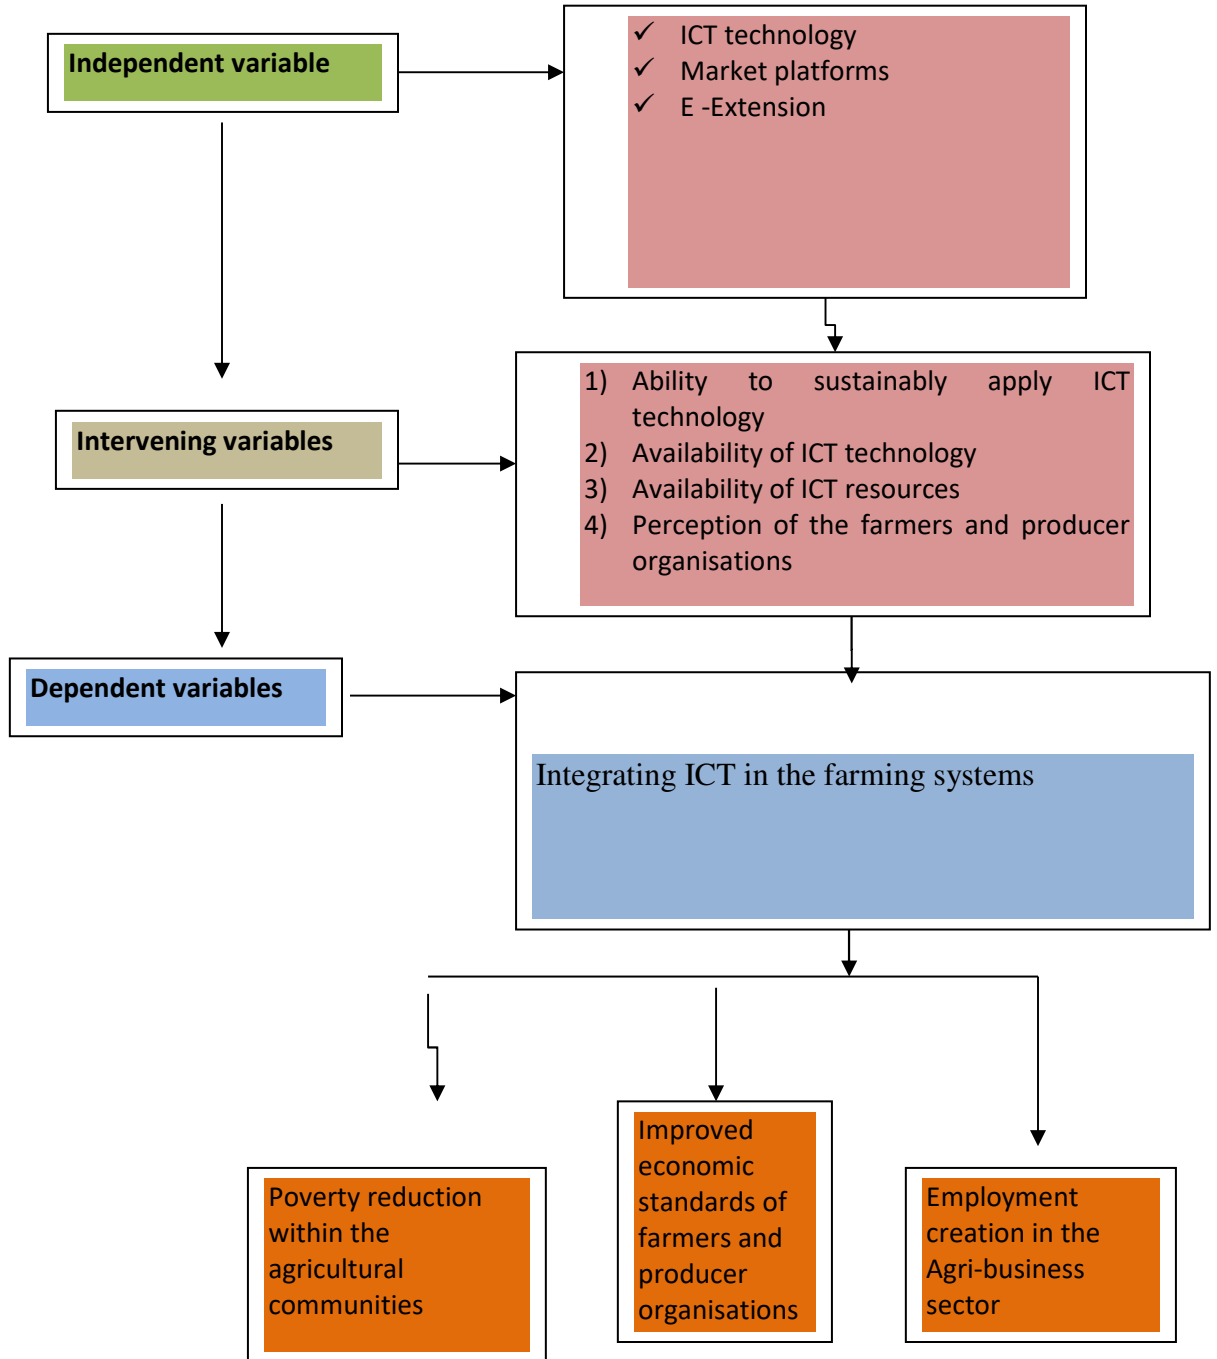 Independent variable
✓ ICT technology
✓ Market platforms
✓ E -Extension
Intervening variables
1) Ability to sustainably apply ICT
technology
2) Availability of ICT technology
3) Availability of ICT resources
4) Perception of the farmers and producer
organisations
Dependent variables
Integrating ICT in the farming systems
Poverty reduction
within the
agricultural
communities
Improved
economic
standards of
farmers and
producer
organisations
Employment
creation in the
Agri-business
sector